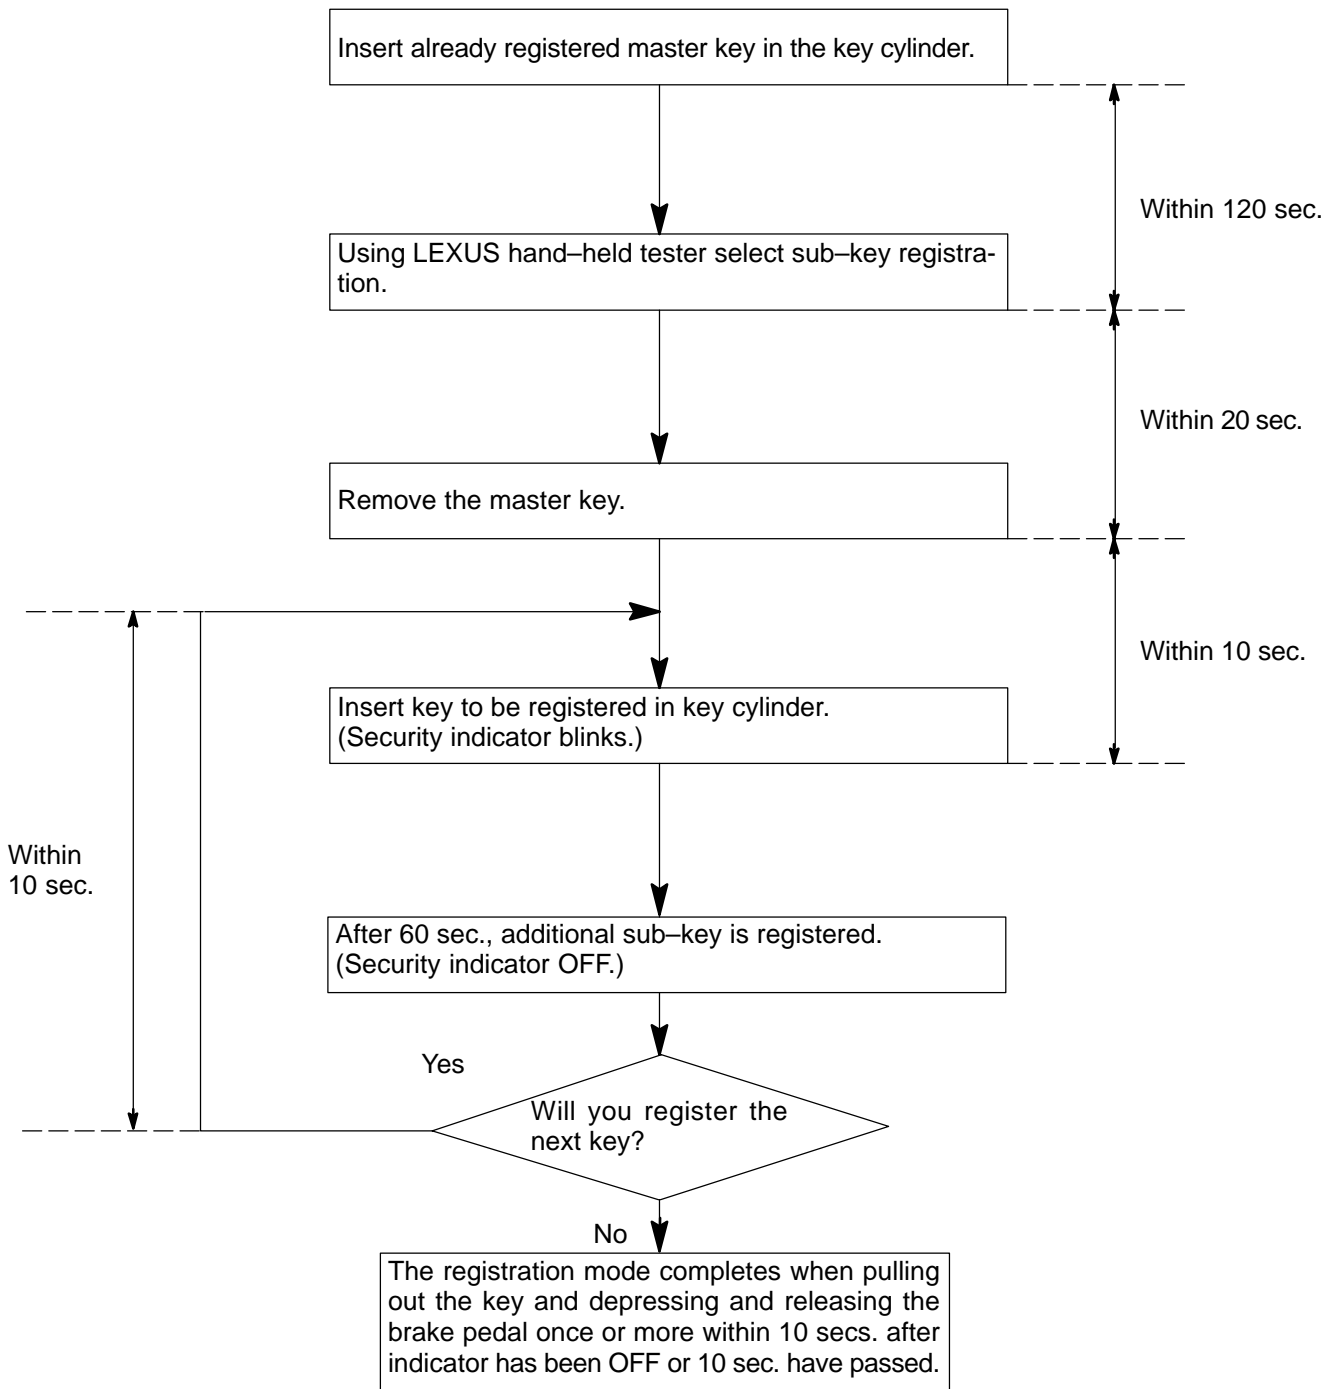 Insert already registered master key in the key cylinder.
Within 120 sec.
Using LEXUS hand–held tester select sub–key registra-
tion.
Within 20 sec.
Remove the master key.
Within 10 sec.
Insert key to be registered in key cylinder.
(Security indicator blinks.)
Within
10 sec.
After 60 sec., additional sub–key is registered.
(Security indicator OFF.)
Yes
Will you register the
next key?
No
The registration mode completes when pulling
out the key and depressing and releasing the
brake pedal once or more within 10 secs. after
indicator has been OFF or 10 sec. have passed.